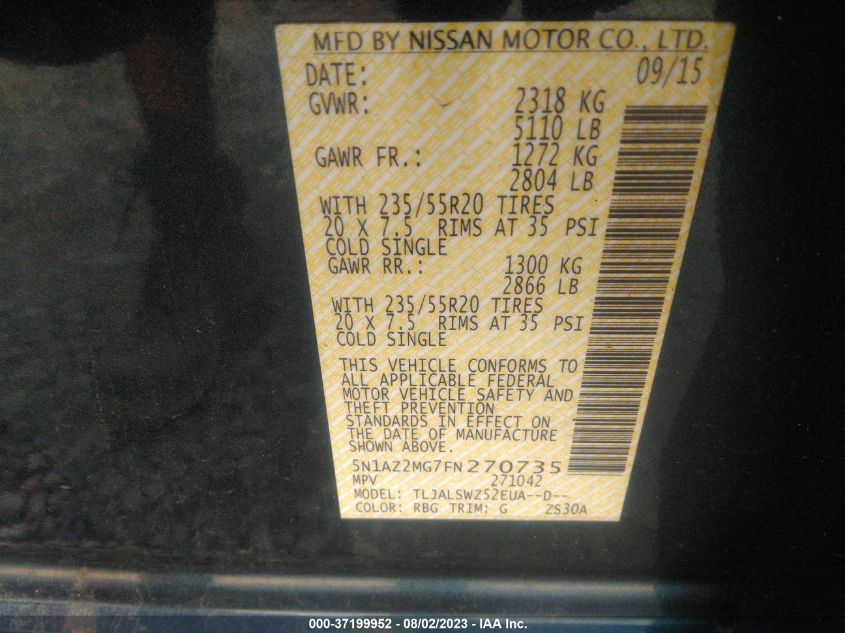 MFD BY NISSAN MOTOR CO., LTD.
DATE: 09/15
GVWR: 2318 KG
5110 LB
GAWR FR.: 1272 KG
2804 LB
WITH 235/55R20 TIRES
20 X 7.5 RIMS AT 35 PSI
COLD SINGLE
GAWR RR.: 1300 KG
2866 LB
WITH 235/55R20 TIRES
20 X 7.5 RIMS AT 35 PSI
COLD SINGLE
THIS VEHICLE CONFORMS TO
ALL APPLICABLE FEDERAL
MOTOR VEHICLE SAFETY AND
THEFT PREVENTION
STANDARDS IN EFFECT ON
THE DATE OF MANUFACTURE
SHOWN ABOVE.
5N1AZ2MG7FN270735
MPV 271042
MODEL: TLJALSWZ52EUA--D--
COLOR: RBG TRIM: G ZS30A
000-37199952 - 08/02/2023 - IAA Inc.